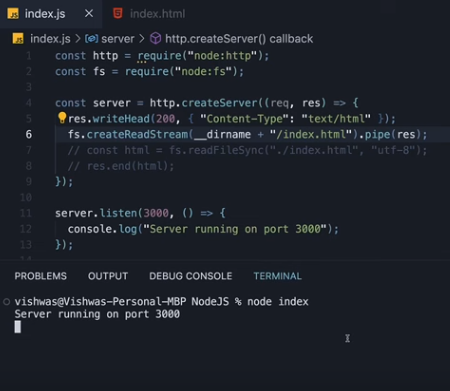 JS index.js
index.html
JS index.js > server > http.createServer() callback
1 const http = require("node:http");
2 const fs = require("node:fs");
3
4 const server = http.createServer((req, res) => {
5 res.writeHead(200, { "Content-Type": "text/html" });
6 fs.createReadStream(__dirname + "/index.html").pipe(res);
7 // const html = fs.readFileSync("./index.html", "utf-8");
8 // res.end(html);
9 });
10
11 server.listen(3000, () => {
12 console.log("Server running on port 3000");
13 });
PROBLEMS OUTPUT DEBUG CONSOLE TERMINAL
vishwas@Vishwas-Personal-MBP NodeJS % node index
Server running on port 3000